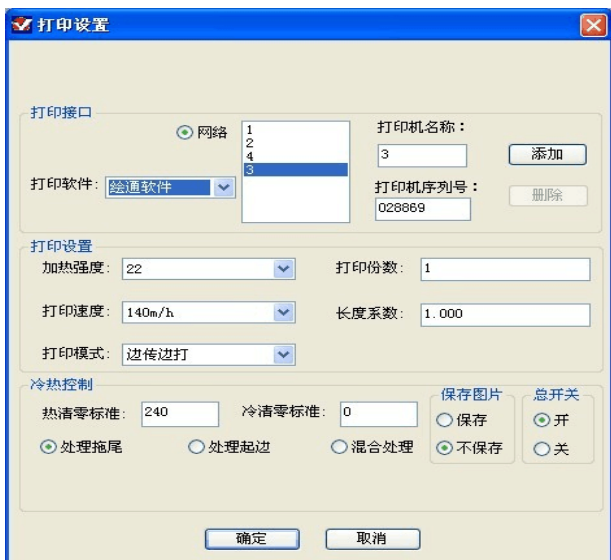 打印设置
打印接口
网络
1
2
4
3
打印机名称：
3
添加
打印软件：
绘通软件
打印机序列号：
028869
删除
打印设置
加热强度： 22
打印份数： 1
打印速度： 140m/h
长度系数： 1.000
打印模式： 边传边打
冷热控制
热清零标准： 240
冷清零标准： 0
处理拖尾
处理起边
混合处理
保存图片
保存
不保存
总开关
开
关
确定
取消